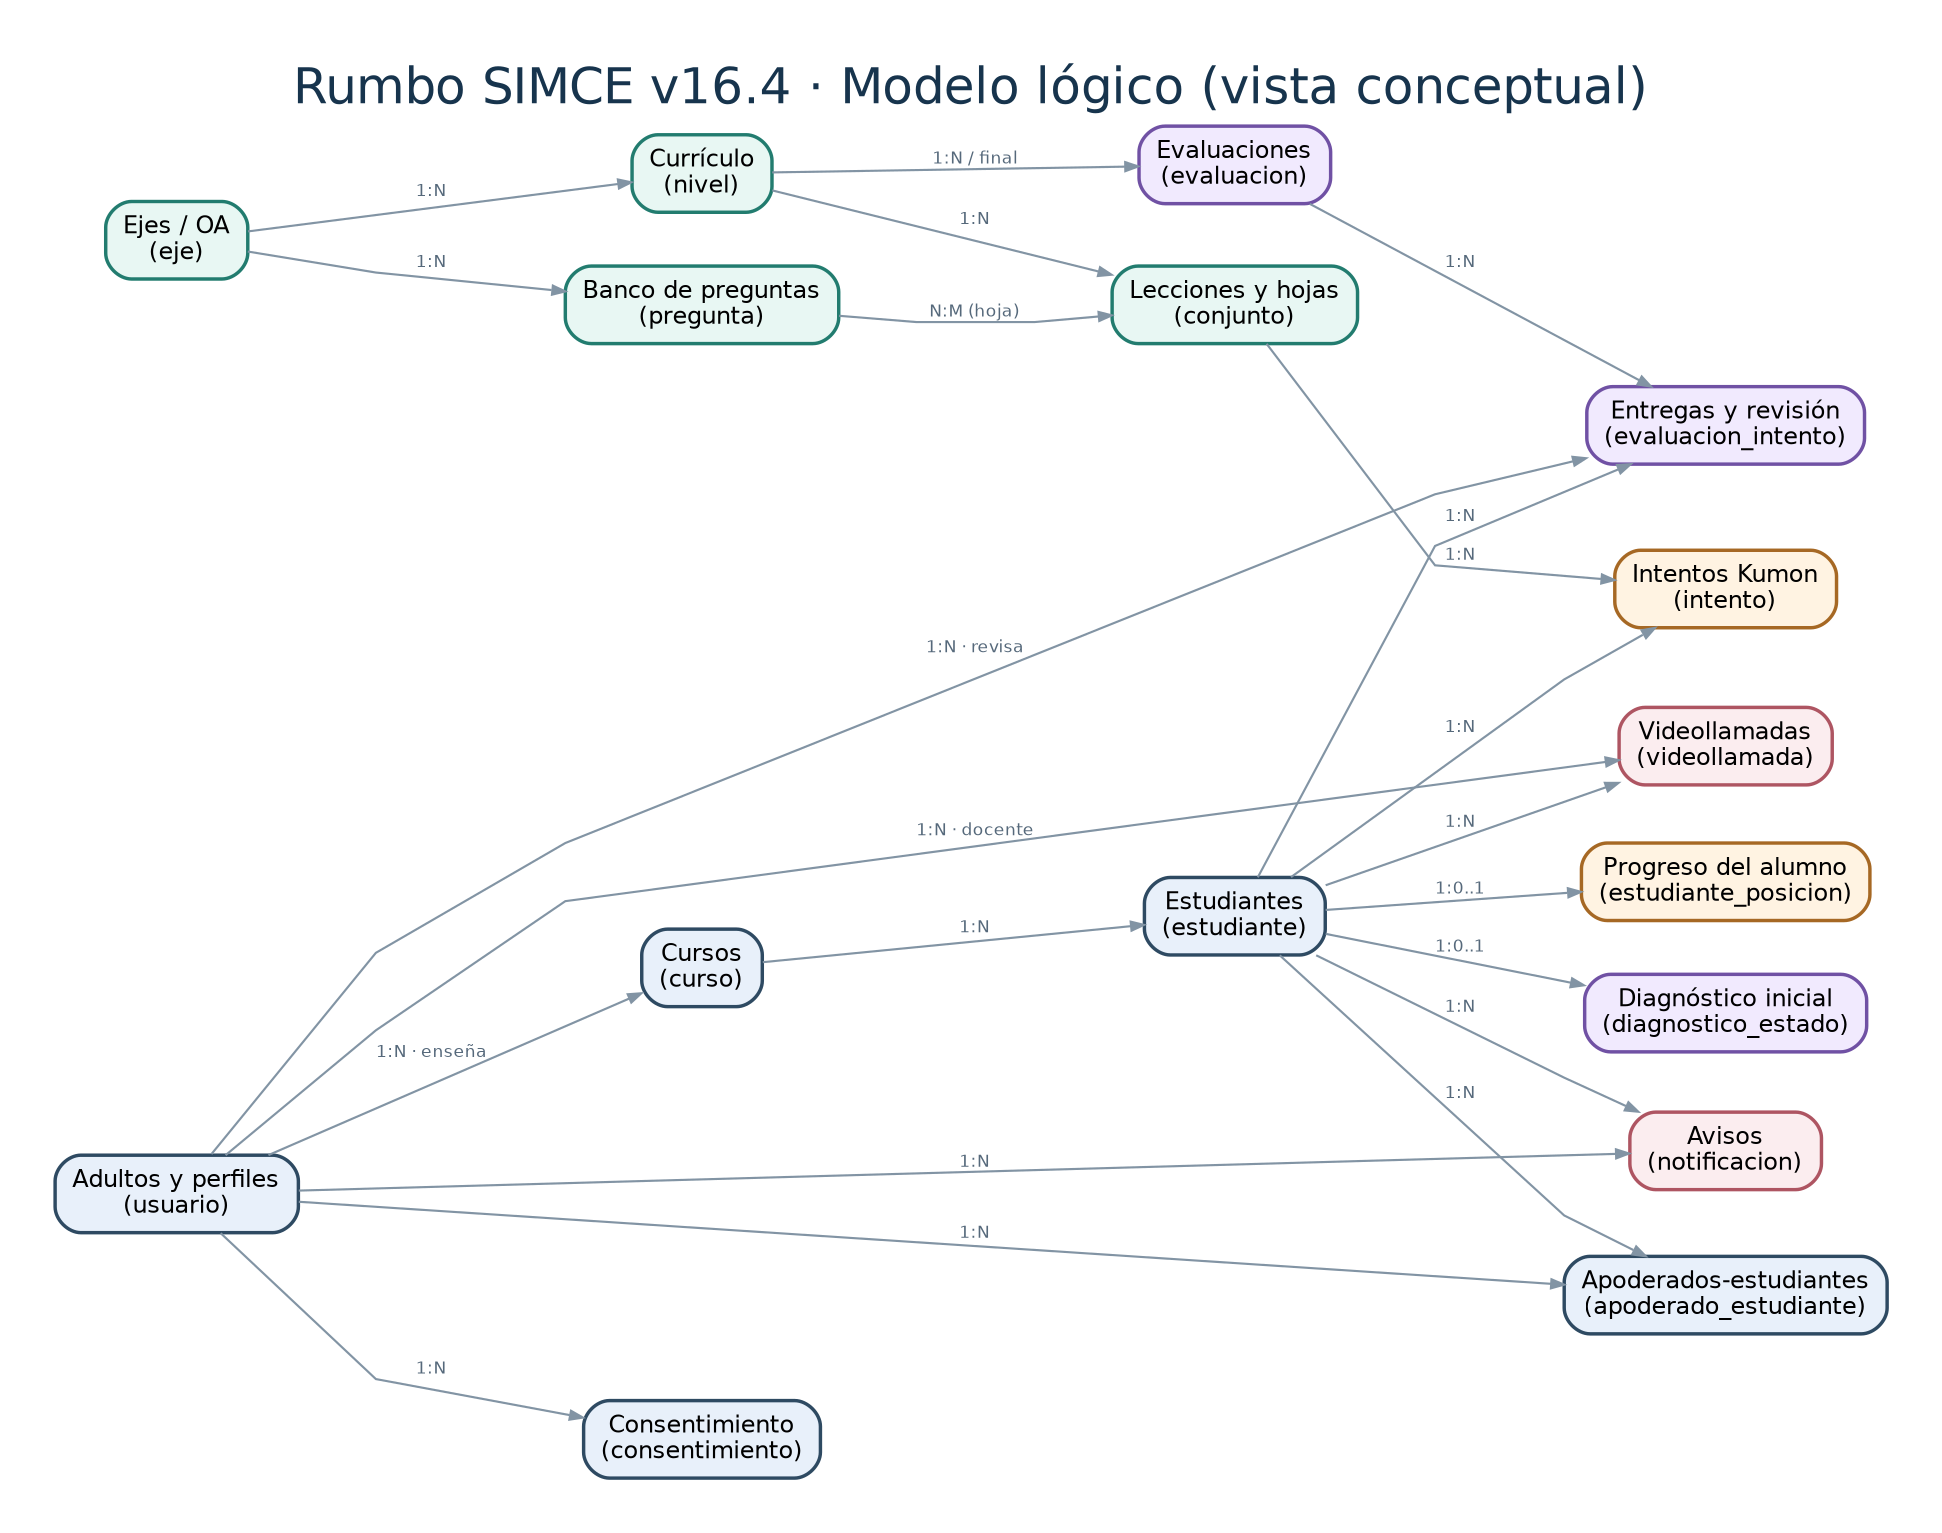 Rumbo SIMCE v16.4 · Modelo lógico (vista conceptual)
Currículo
(nivel)
Evaluaciones
(evaluacion)
1:N / final
1:N
Ejes / OA
(eje)
1:N
1:N
1:N
Banco de preguntas
(pregunta)
N:M (hoja)
Lecciones y hojas
(conjunto)
Entregas y revisión
(evaluacion_intento)
1:N
1:N
Intentos Kumon
(intento)
1:N · revisa
1:N
Videollamadas
(videollamada)
1:N · docente
1:N
Progreso del alumno
(estudiante_posicion)
1:0..1
Estudiantes
(estudiante)
1:N
Cursos
(curso)
1:0..1
Diagnóstico inicial
(diagnostico_estado)
1:N
1:N · enseña
1:N
Avisos
(notificacion)
1:N
Adultos y perfiles
(usuario)
1:N
Apoderados-estudiantes
(apoderado_estudiante)
1:N
Consentimiento
(consentimiento)